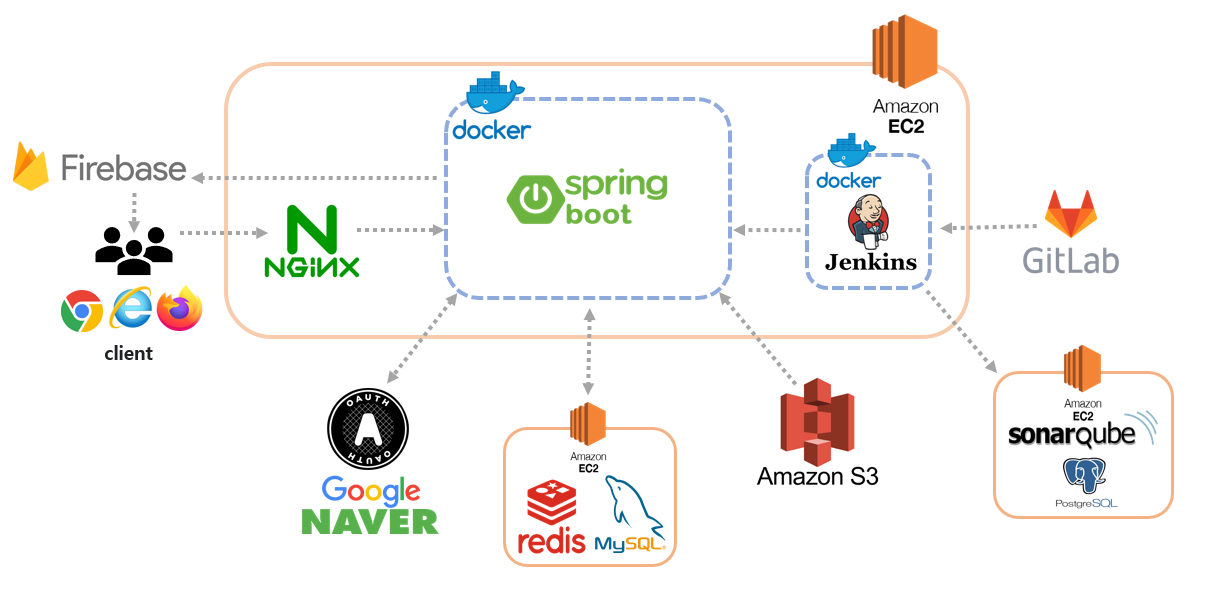 Amazon
EC2
docker
docker
Firebase
spring
boot
NGiNX
Jenkins
GitLab
client
OAUTH
A
OAUTH
Google
NAVER
Amazon
EC2
redis
MySQL
Amazon S3
Amazon
EC2
sonarqube
PostgreSQL